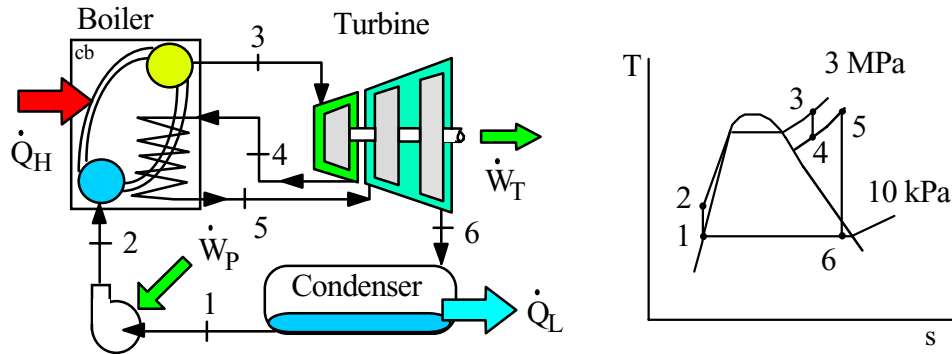 Boiler
cb
3
Turbine
Q̇H
4
ẆT
5
6
2
ẆP
1
Condenser
Q̇L
T
3 MPa
3
5
4
10 kPa
2
1
6
s